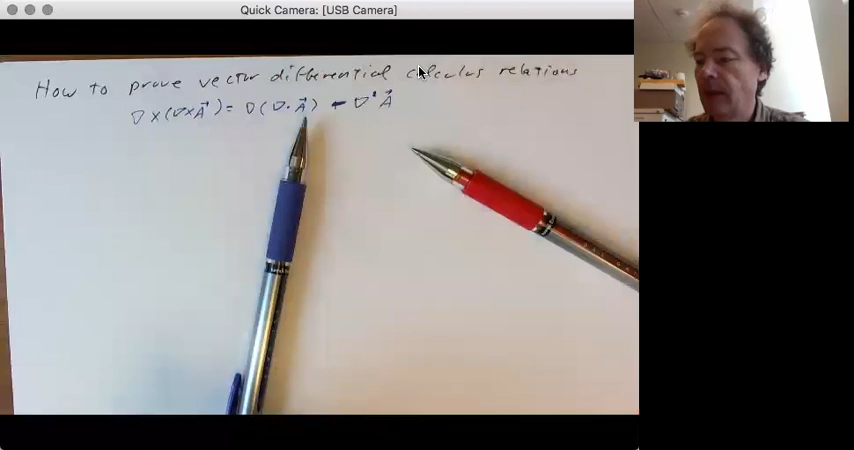 Quick Camera: [USB Camera]
How to prove vector differential calculus relations
∇ × (∇×A⃗) = ∇(∇·A⃗) - ∇²A⃗